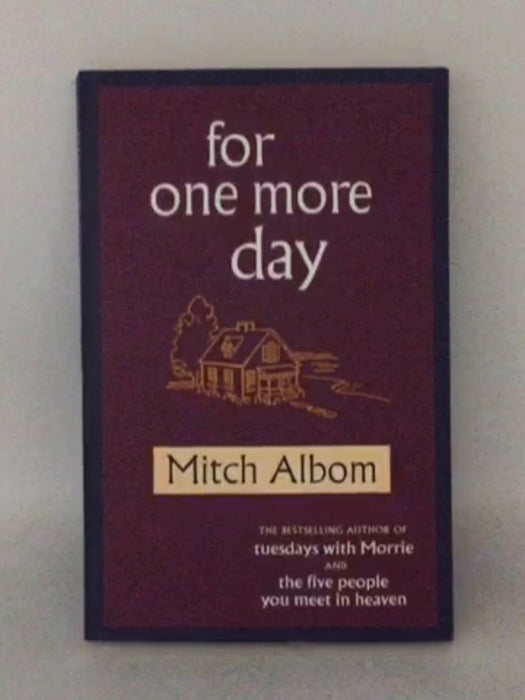 for
one more
day
Mitch Albom
THE BESTSELLING AUTHOR OF
tuesdays with Morrie
AND
the five people
you meet in heaven